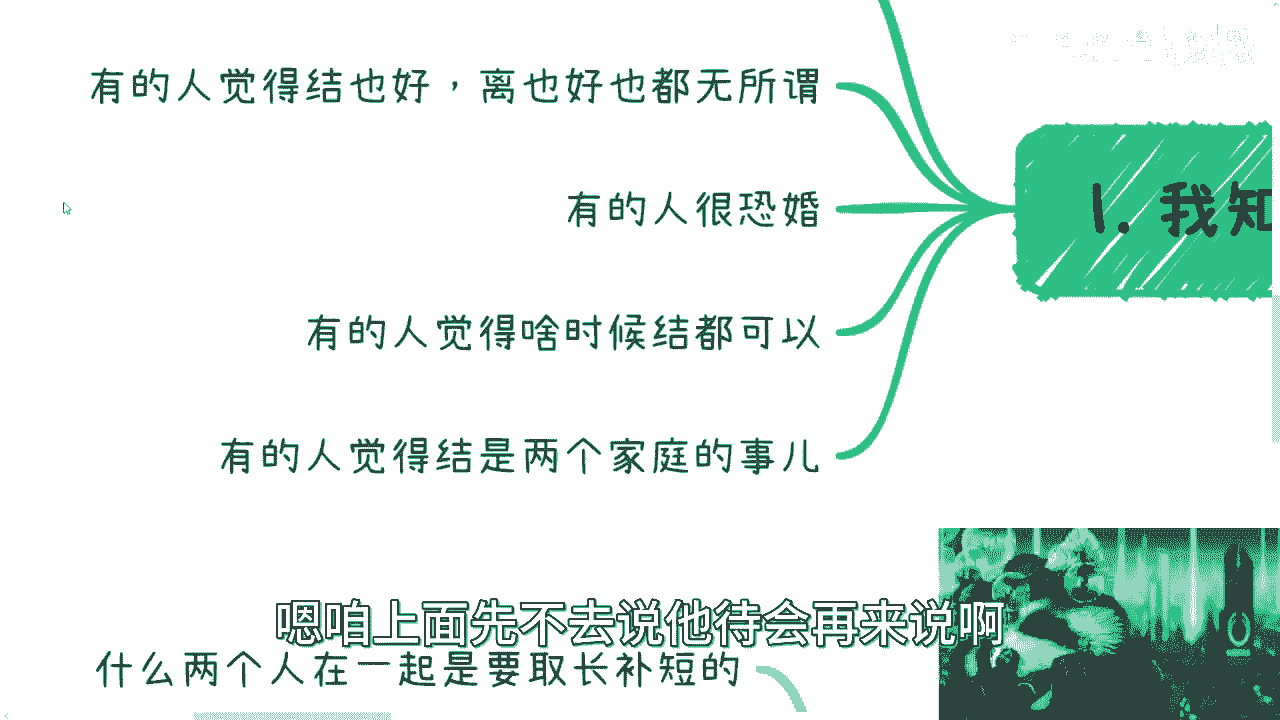 有的人觉得结也好，离也好也都无所谓
有的人很恐婚
1. 我知
有的人觉得啥时候结都可以
有的人觉得结是两个家庭的事儿
嗯咱上面先不去说他待会再来说啊
什么两个人在一起是要取长补短的